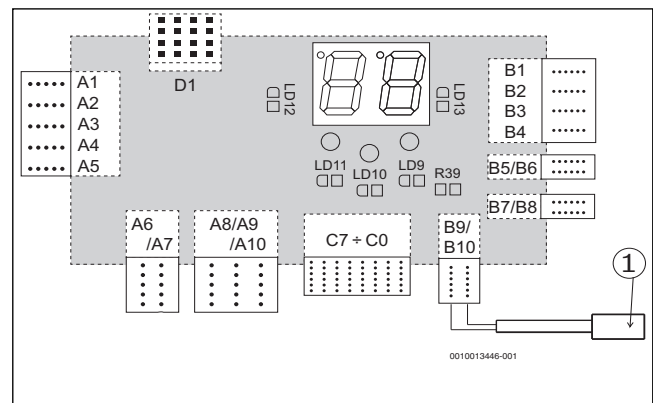 D1
A1
A2
A3
A4
A5
LD12
LD13
B1
B2
B3
B4
LD11
LD10
LD9
R39
B5/B6
B7/B8
A6
/A7
A8/A9
/A10
C7 ÷ C0
B9/
B10
1
0010013446-001